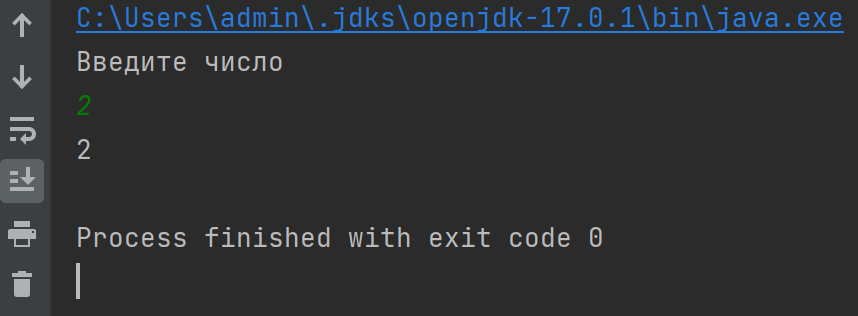 C:\Users\admin\.jdks\openjdk-17.0.1\bin\java.exe
Введите число
2
2
Process finished with exit code 0